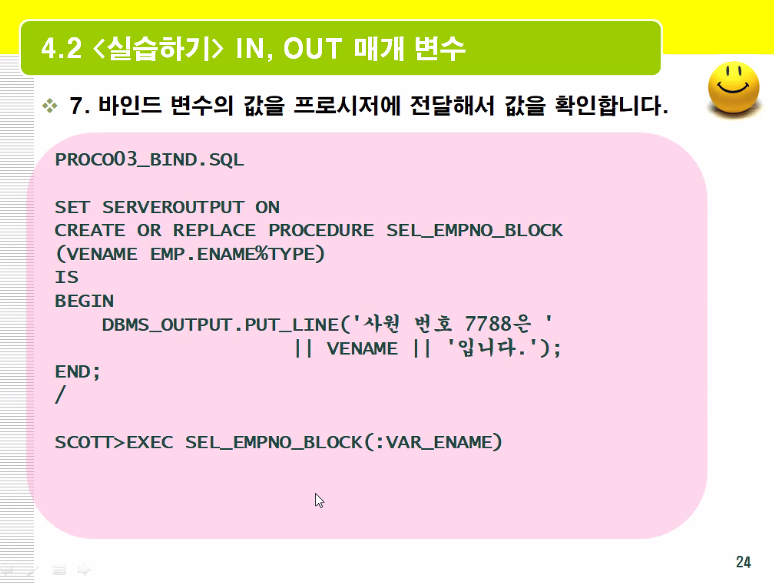 4.2 <실습하기> IN, OUT 매개 변수
7. 바인드 변수의 값을 프로시저에 전달해서 값을 확인합니다.
PROCO03_BIND.SQL
SET SERVEROUTPUT ON
CREATE OR REPLACE PROCEDURE SEL_EMPNO_BLOCK
(VENAME EMP.ENAME%TYPE)
IS
BEGIN
DBMS_OUTPUT.PUT_LINE('사원 번호 7788은 '
|| VENAME || '입니다.');
END;
/
SCOTT>EXEC SEL_EMPNO_BLOCK(:VAR_ENAME)
24